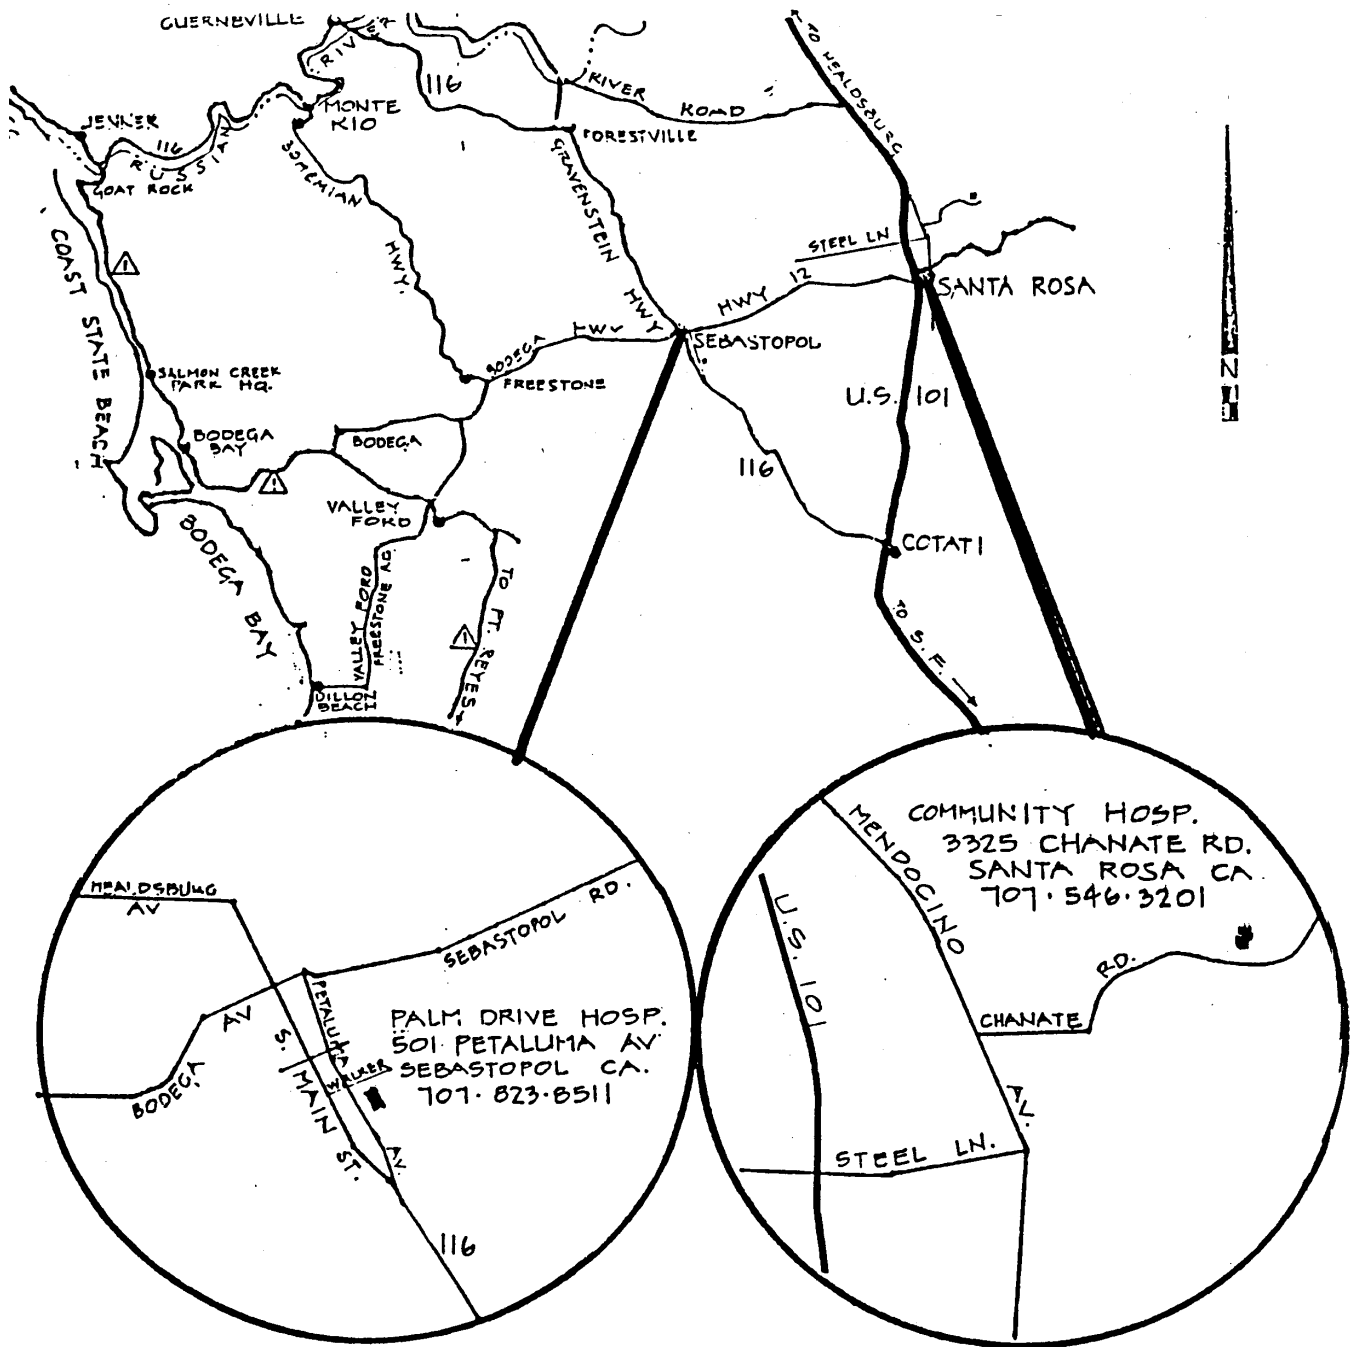 GUERNEVILLE
RIVER
116
TO HEALDSBURG
RIVER ROAD
MONTE
RIO
JENNER
116
RUSSIAN
FORESTVILLE
GOAT ROCK
BOHEMIAN
HWY.
GRAVENSTEIN
HWY
STEEL LN
HWY 12
SANTA ROSA
COAST STATE BEACH
SEBASTOPOL
BODEGA HWY
FREESTONE
SALMON CREEK
PARK HQ.
U.S. 101
BODEGA
BAY
BODEGA
116
VALLEY
FORD
COTATI
BODEGA BAY
VALLEY FORD
FREESTONE RD
TO PT. REYES
TO S.F.
DILLON
BEACH
N
HEALDSBURG
AV
SEBASTOPOL RD.
BODEGA AV
PETALUMA AV.
S. MAIN ST.
WALKER
PALM DRIVE HOSP.
501 PETALUMA AV
SEBASTOPOL CA.
707·823·8511
116
COMMUNITY HOSP.
3325 CHANATE RD.
SANTA ROSA CA.
707·546·3201
MENDOCINO AV.
U.S. 101
CHANATE RD.
STEEL LN.